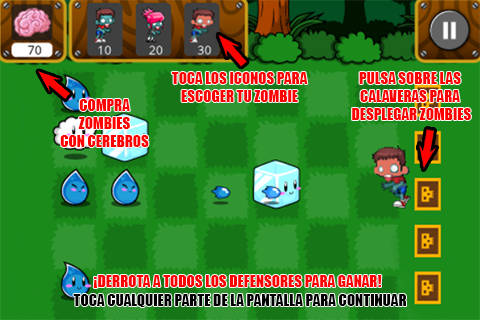 70
10
20
30
TOCA LOS ICONOS PARA
ESCOGER TU ZOMBIE
PULSA SOBRE LAS
CALAVERAS PARA
DESPLEGAR ZOMBIES
COMPRA
ZOMBIES
CON CEREBROS
¡DERROTA A TODOS LOS DEFENSORES PARA GANAR!
TOCA CUALQUIER PARTE DE LA PANTALLA PARA CONTINUAR